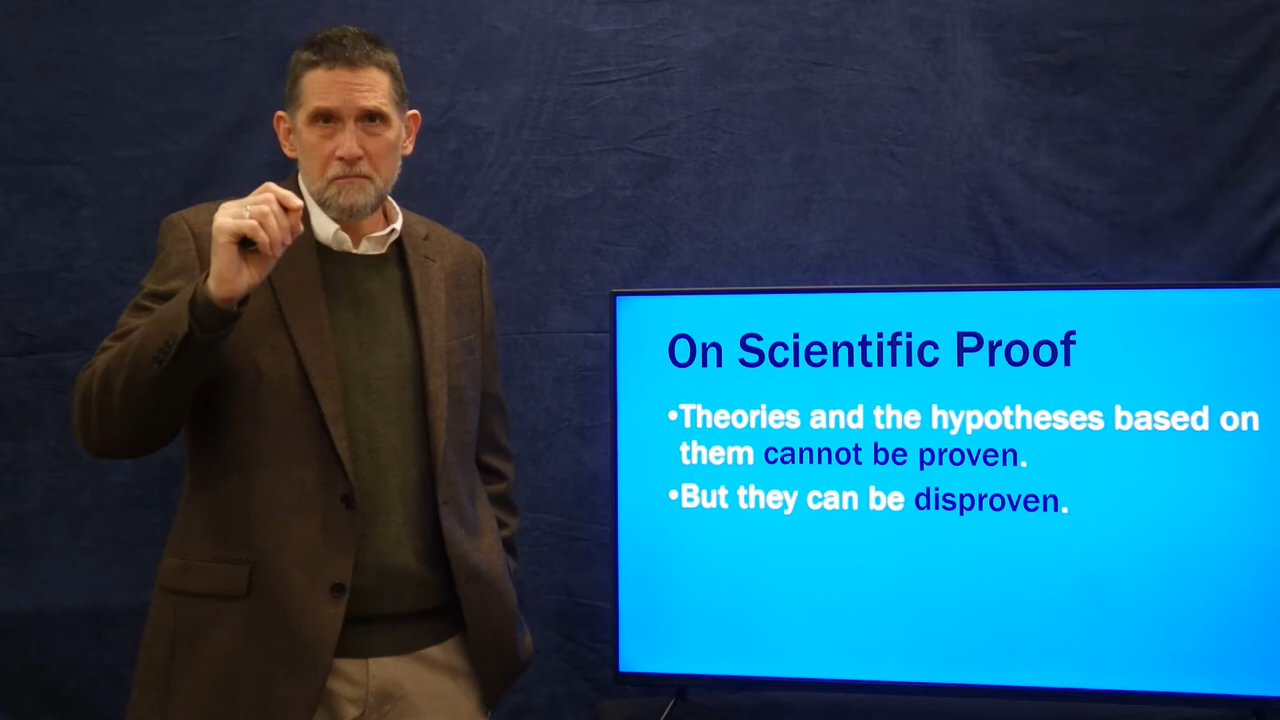 On Scientific Proof
•Theories and the hypotheses based on
them cannot be proven.
•But they can be disproven.